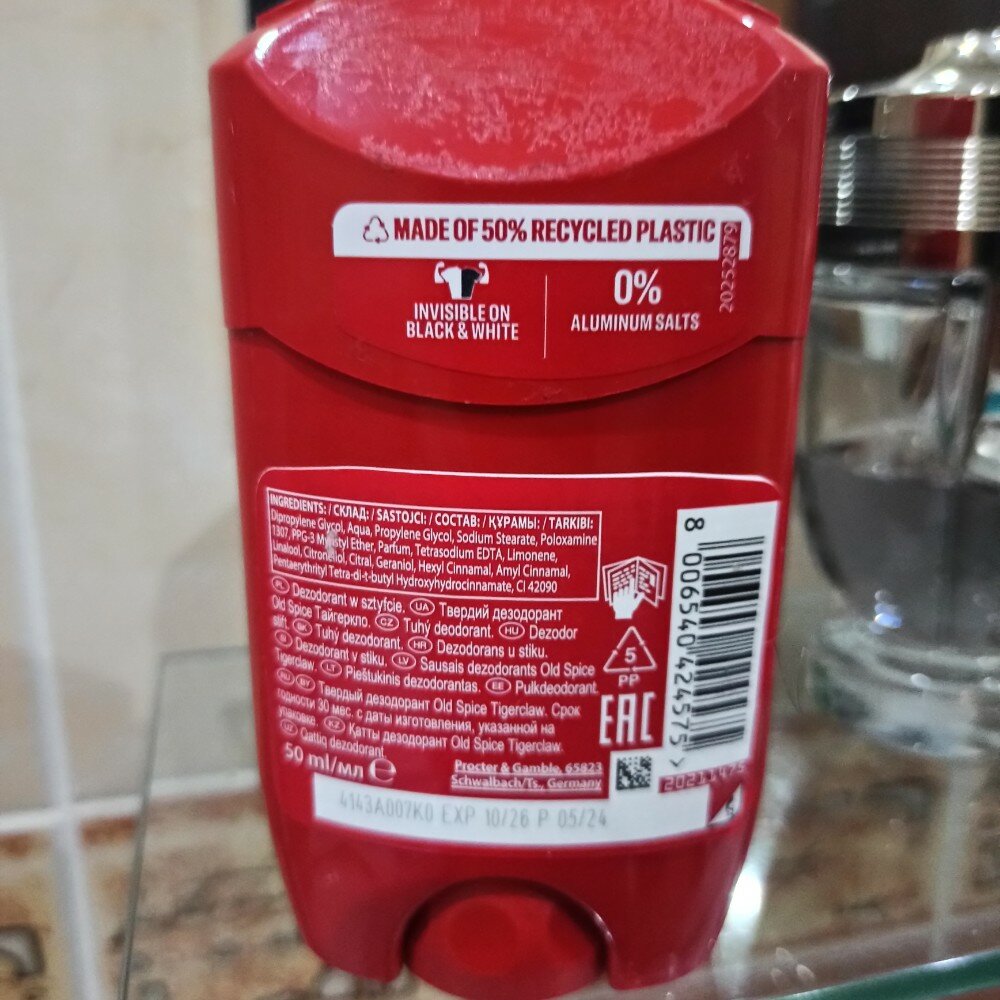 MADE OF 50% RECYCLED PLASTIC
20252879
INVISIBLE ON
BLACK & WHITE
0%
ALUMINUM SALTS
INGREDIENTS: / СКЛАД: / SASTOJCI: / СОСТАВ: / ҚҰРАМЫ: / TARKIBI:
Dipropylene Glycol, Aqua, Propylene Glycol, Sodium Stearate, Poloxamine
1307, PPG-3 Myristyl Ether, Parfum, Tetrasodium EDTA, Limonene,
Linalool, Citronellol, Citral, Geraniol, Hexyl Cinnamal, Amyl Cinnamal,
Pentaerythrityl Tetra-di-t-butyl Hydroxyhydrocinnamate, CI 42090
PL Dezodorant w sztyfcie. UA Твердий дезодорант
Old Spice Тайгеркло. CZ Tuhý deodorant. HU Dezodor
stift. SK Tuhý dezodorant. HR Dezodorans u stiku.
SI Dezodorant v stiku. LV Sausais dezodorants Old Spice
Tigerclaw. LT Pieštukinis dezodorantas. EE Pulkdeodorant.
RU BY Твердый дезодорант Old Spice Tigerclaw. Срок
годности 30 мес. с даты изготовления, указанной на
упаковке. KZ Қатты дезодорант Old Spice Tigerclaw.
UZ Qattiq dezodorant
50 ml/мл e
Procter & Gamble, 65823
Schwalbach/Ts., Germany
5
PP
EAC
8 006540 424575 >
4143A007K0 EXP 10/26 P 05/24